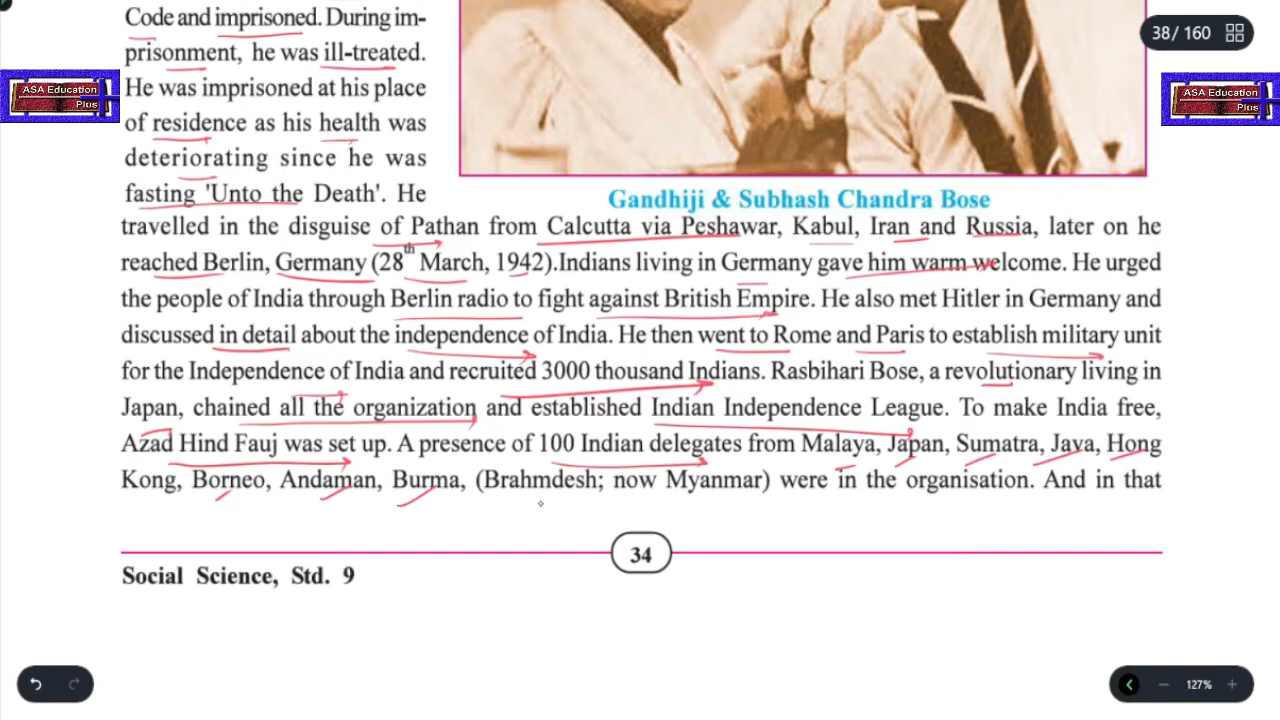 Code and imprisoned. During im-
38/ 160
prisonment, he was ill-treated.
ASA Education
Plus
ASA Education
Plus
He was imprisoned at his place
of residence as his health was
deteriorating since he was
fasting 'Unto the Death'. He
Gandhiji & Subhash Chandra Bose
travelled in the disguise of Pathan from Calcutta via Peshawar, Kabul, Iran and Russia, later on he
reached Berlin, Germany (28th March, 1942).Indians living in Germany gave him warm welcome. He urged
the people of India through Berlin radio to fight against British Empire. He also met Hitler in Germany and
discussed in detail about the independence of India. He then went to Rome and Paris to establish military unit
for the Independence of India and recruited 3000 thousand Indians. Rasbihari Bose, a revolutionary living in
Japan, chained all the organization and established Indian Independence League. To make India free,
Azad Hind Fauj was set up. A presence of 100 Indian delegates from Malaya, Japan, Sumatra, Java, Hong
Kong, Borneo, Andaman, Burma, (Brahmdesh; now Myanmar) were in the organisation. And in that
34
Social Science, Std. 9
127%